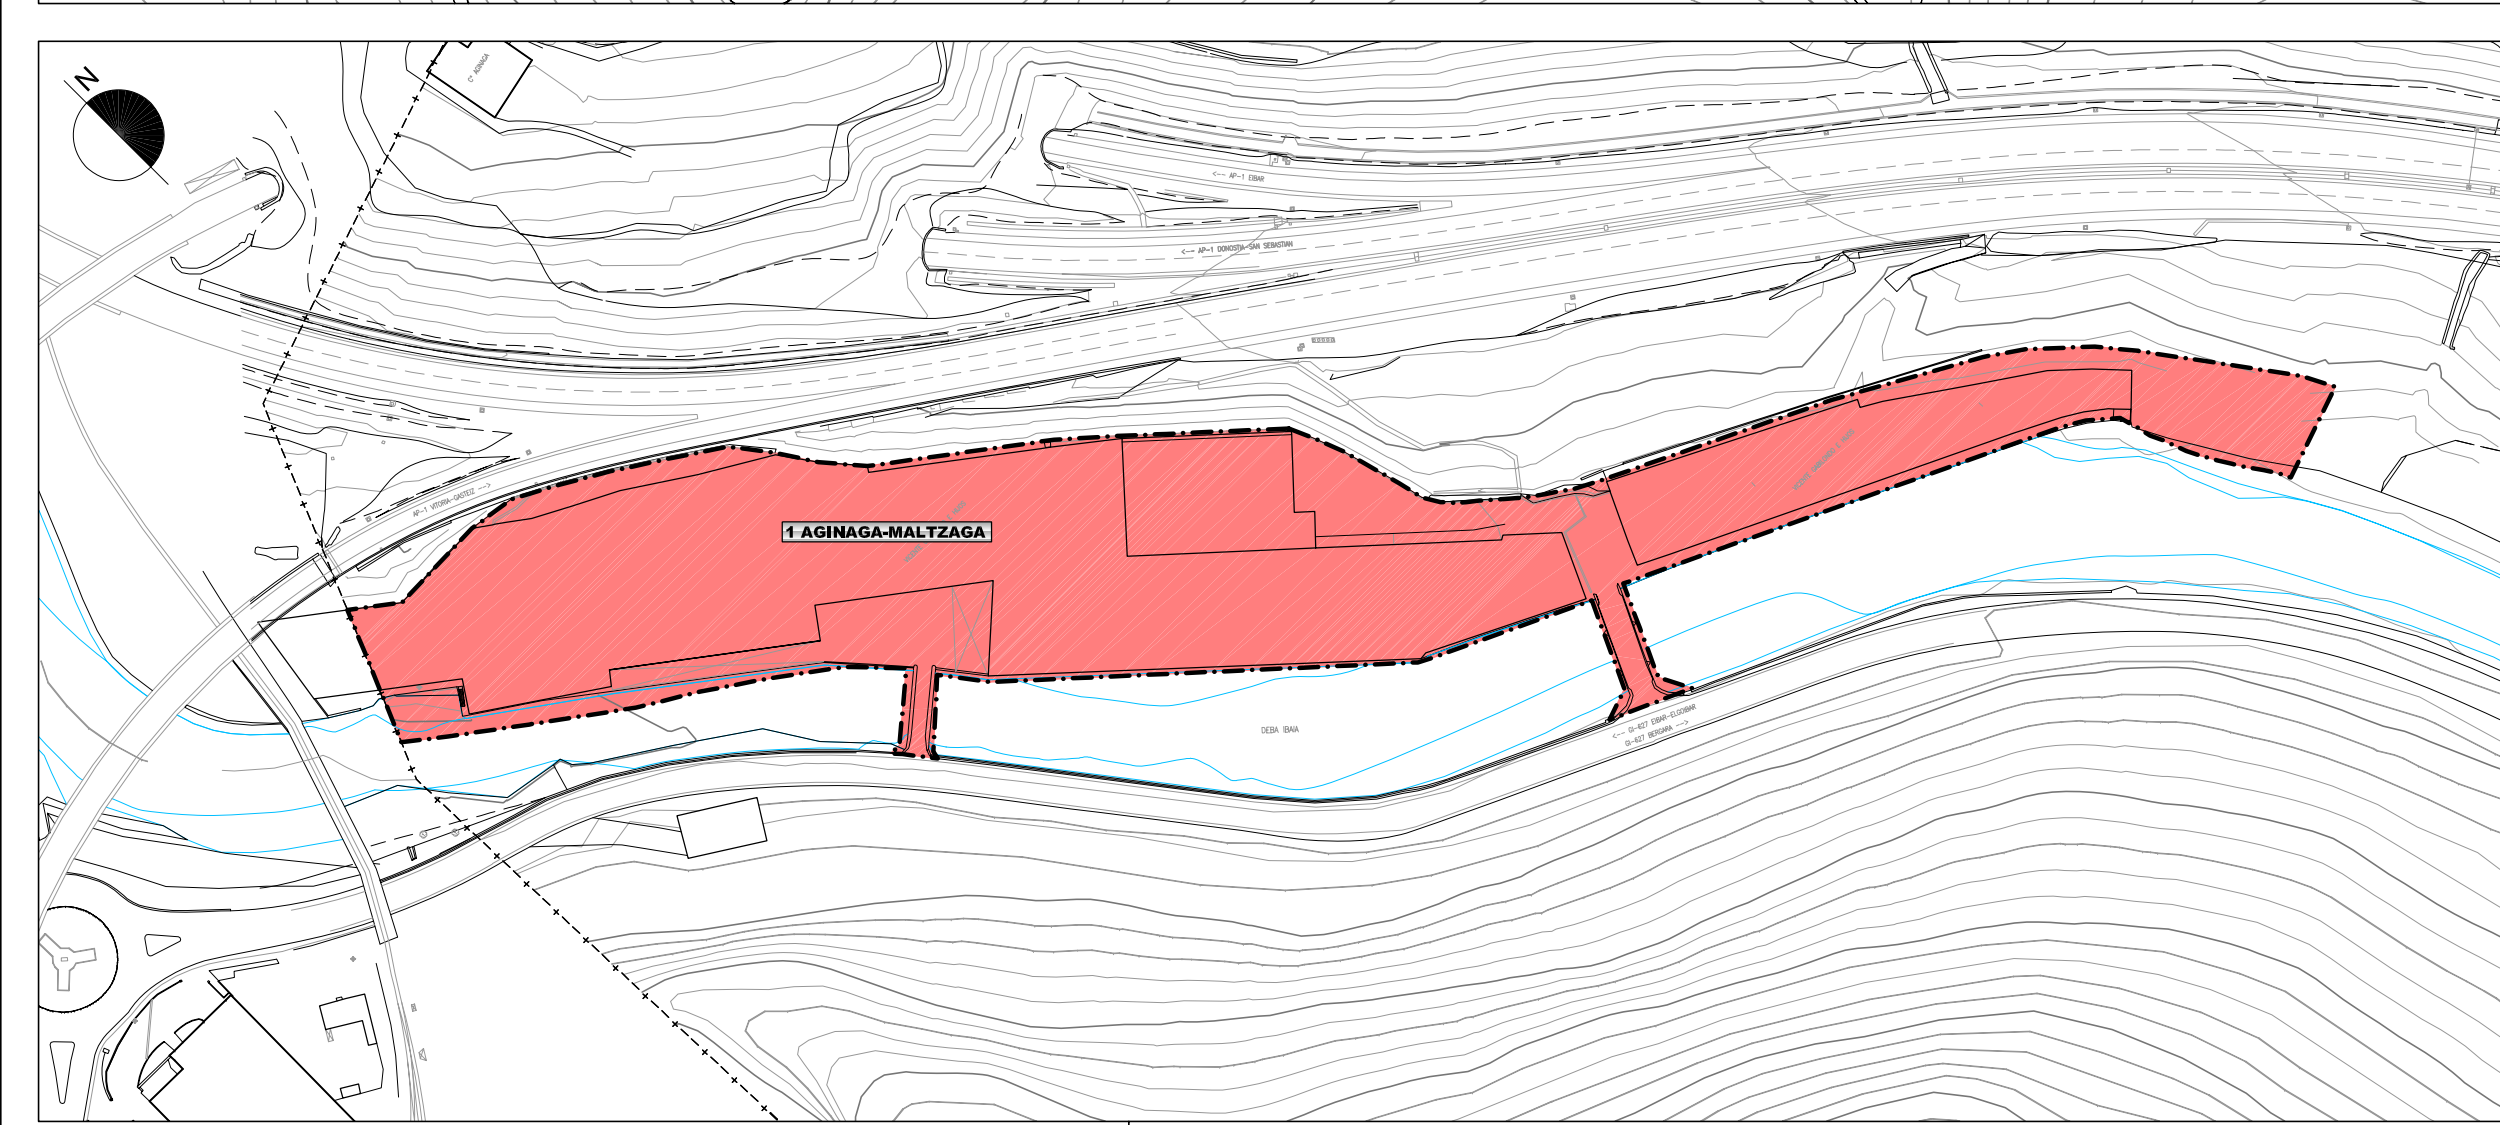 N
Cº AGINAGA
<-- AP-1 EIBAR
<-- AP-1 DONOSTIA-SAN SEBASTIAN
AP-1 VITORIA-GASTEIZ -->
1 AGINAGA-MALTZAGA
DEBA IBAIA
<-- GI-627 EIBAR-ELGOIBAR
GI-627 BERGARA -->